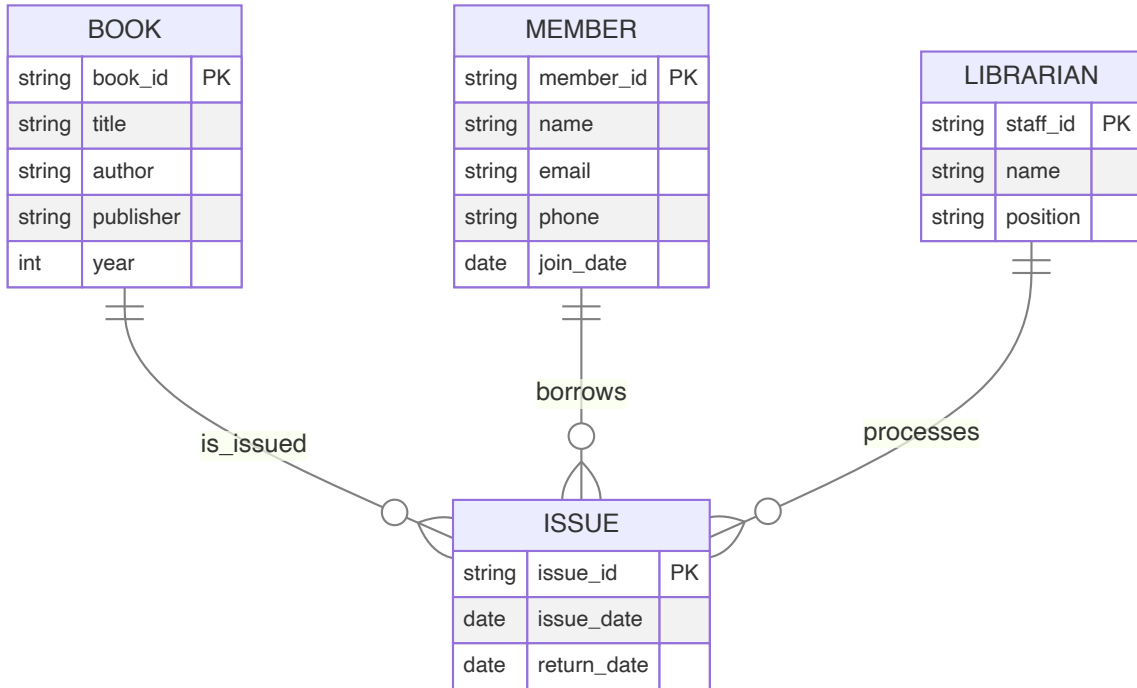 BOOK
string book_id PK
string title
string author
string publisher
int year
MEMBER
string member_id PK
string name
string email
string phone
date join_date
LIBRARIAN
string staff_id PK
string name
string position
is_issued
borrows
processes
ISSUE
string issue_id PK
date issue_date
date return_date